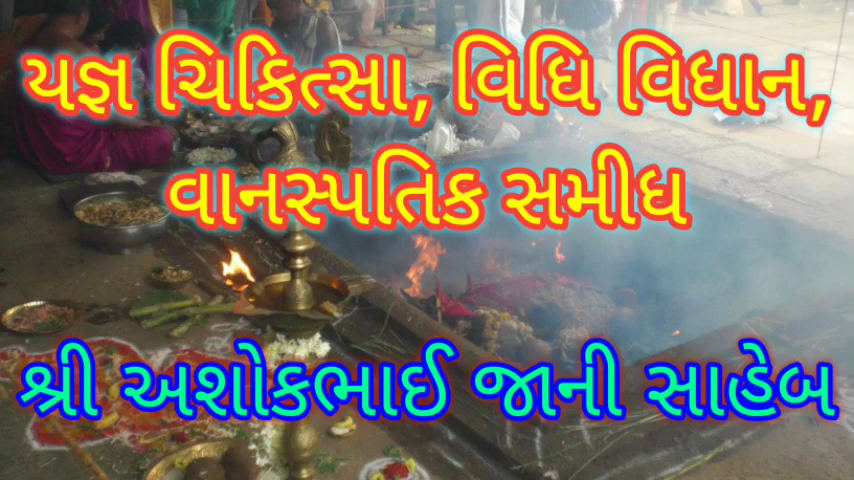 યજ્ઞ ચિકિત્સા, વિધિ વિધાન,
વાનસ્પતિક સમીધ
શ્રી અશોકભાઈ જાની સાહેબ